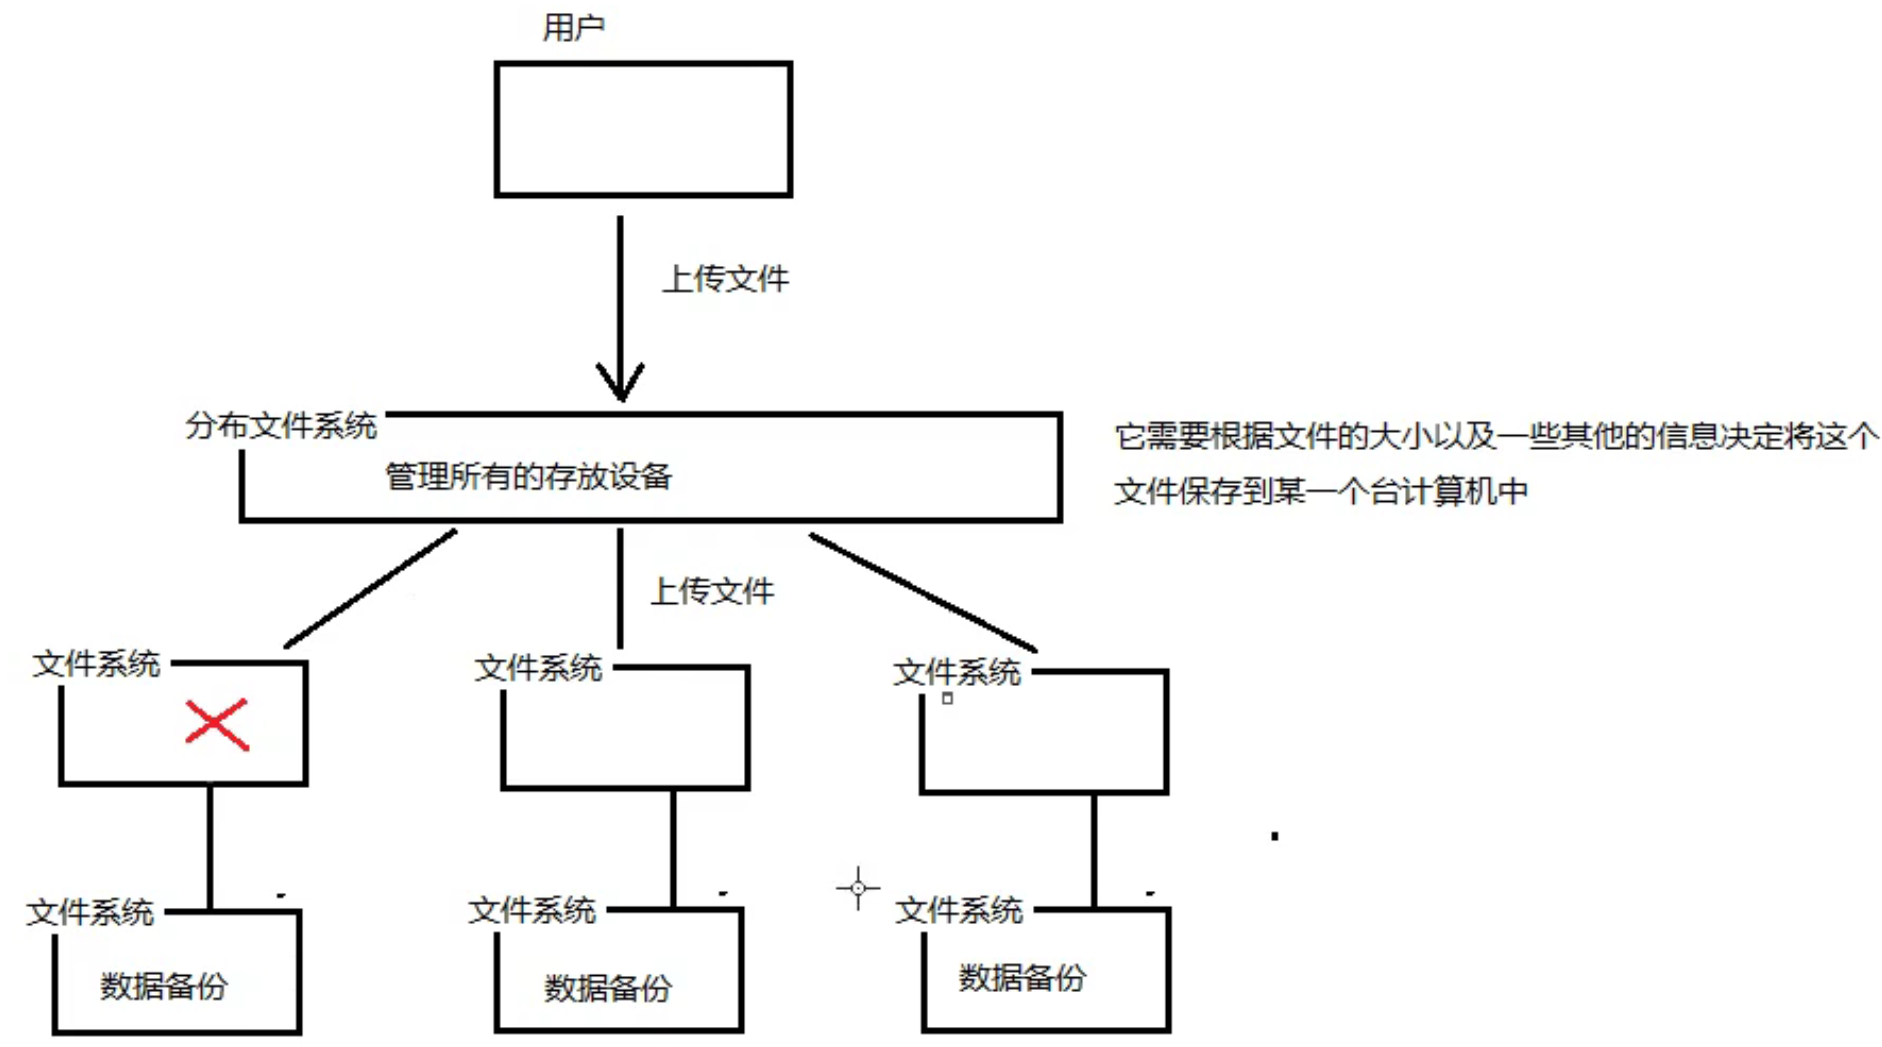 用户
上传文件
分布文件系统
管理所有的存放设备
它需要根据文件的大小以及一些其他的信息决定将这个
文件保存到某一个台计算机中
上传文件
文件系统
文件系统
文件系统
文件系统
数据备份
文件系统
数据备份
文件系统
数据备份